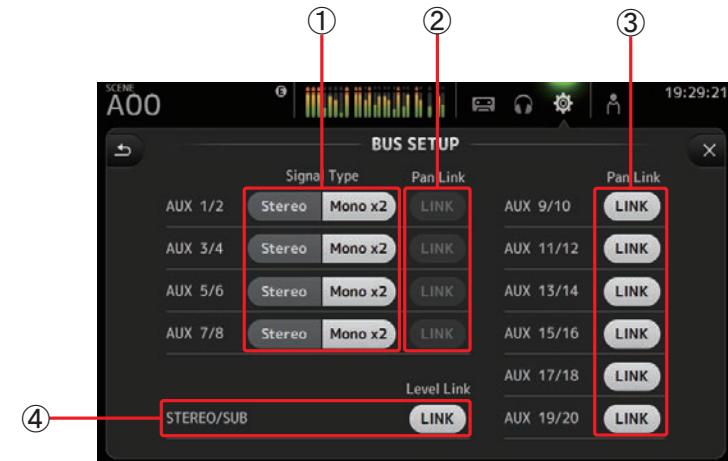 ① ② ③
SCENE
A00
E
19:29:21
BUS SETUP
Signal Type Pan Link Pan Link
AUX 1/2 Stereo Mono x2 LINK AUX 9/10 LINK
AUX 3/4 Stereo Mono x2 LINK AUX 11/12 LINK
AUX 5/6 Stereo Mono x2 LINK AUX 13/14 LINK
AUX 7/8 Stereo Mono x2 LINK AUX 15/16 LINK
Level Link AUX 17/18 LINK
④ STEREO/SUB LINK AUX 19/20 LINK